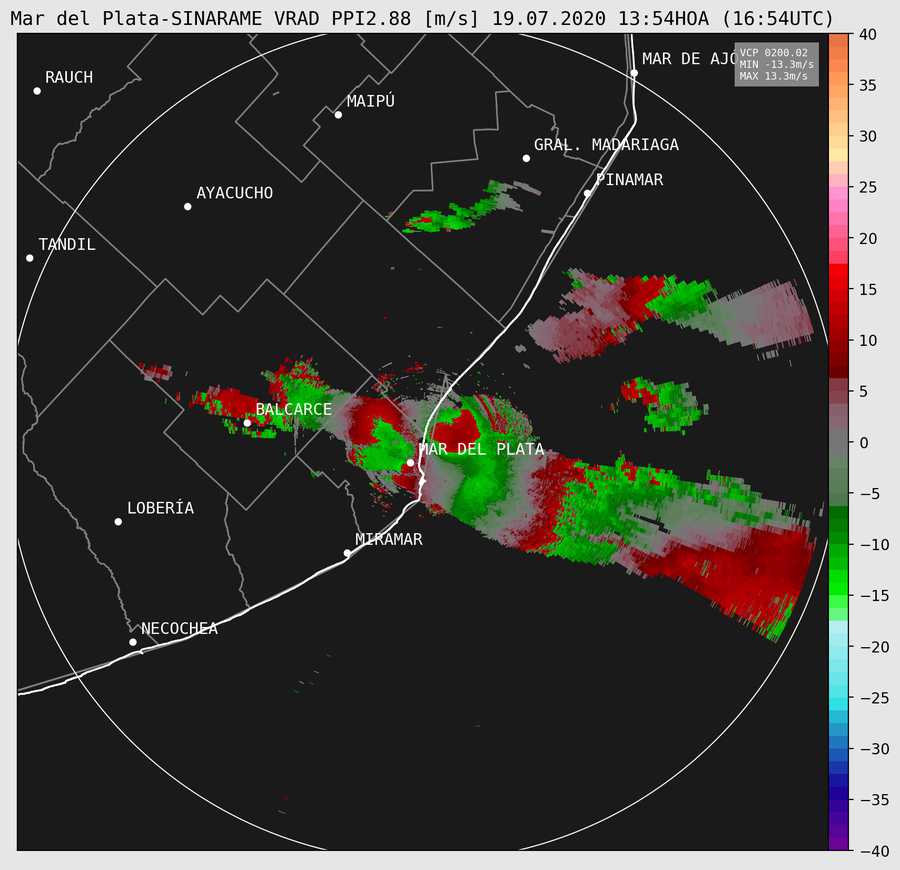 Mar del Plata-SINARAME VRAD PPI2.88 [m/s] 19.07.2020 13:54HOA (16:54UTC)
MAR DE AJÓ
VCP 0200.02
MIN -13.3m/s
MAX 13.3m/s
RAUCH
MAIPÚ
GRAL. MADARIAGA
PINAMAR
AYACUCHO
TANDIL
BALCARCE
MAR DEL PLATA
LOBERÍA
MIRAMAR
NECOCHEA
40
35
30
25
20
15
10
5
0
−5
−10
−15
−20
−25
−30
−35
−40